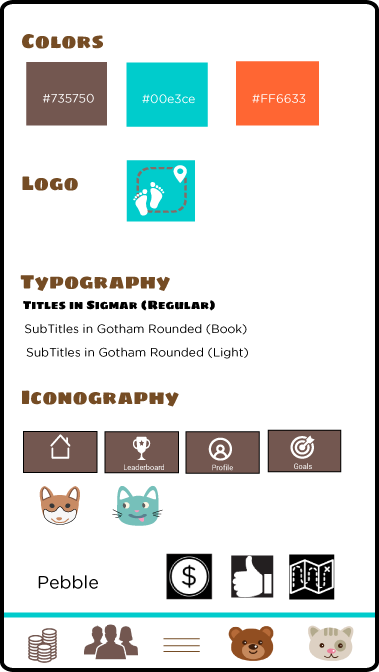 Colors
#735750 #00e3ce #FF6633
Logo
Typography
Titles in Sigmar (Regular)
SubTitles in Gotham Rounded (Book)
SubTitles in Gotham Rounded (Light)
Iconography
Leaderboard Profile Goals
$
Pebble